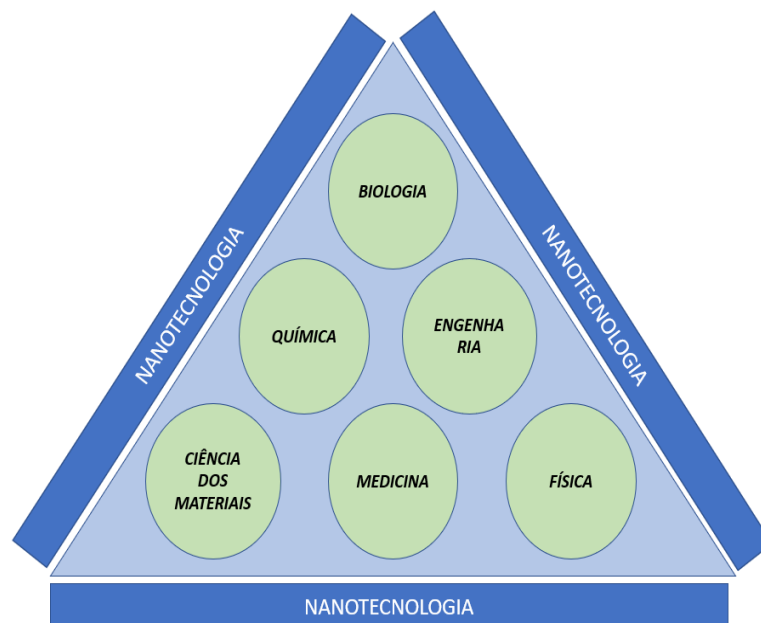 BIOLOGIA
NANOTECNOLOGIA
NANOTECNOLOGIA
QUÍMICA
ENGENHA
RIA
CIÊNCIA
DOS
MATERIAIS
MEDICINA
FÍSICA
NANOTECNOLOGIA